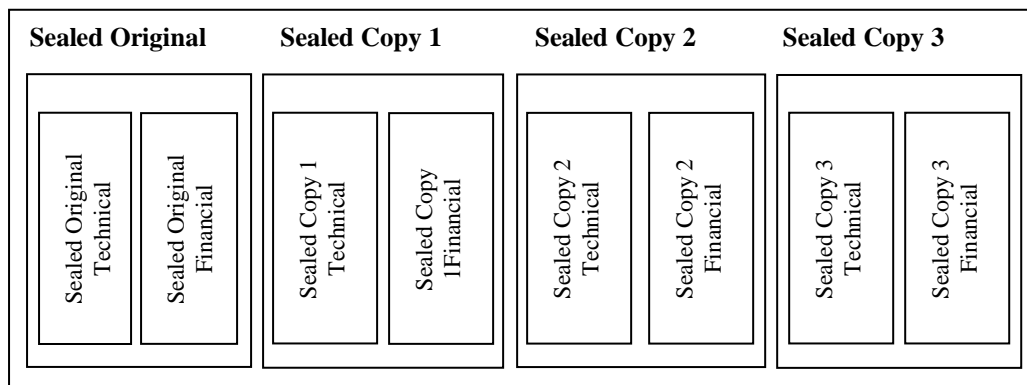 Sealed Original
Sealed Copy 1
Sealed Copy 2
Sealed Copy 3
Sealed Original
Technical
Sealed Original
Financial
Sealed Copy 1
Technical
Sealed Copy
1Financial
Sealed Copy 2
Technical
Sealed Copy 2
Financial
Sealed Copy 3
Technical
Sealed Copy 3
Financial